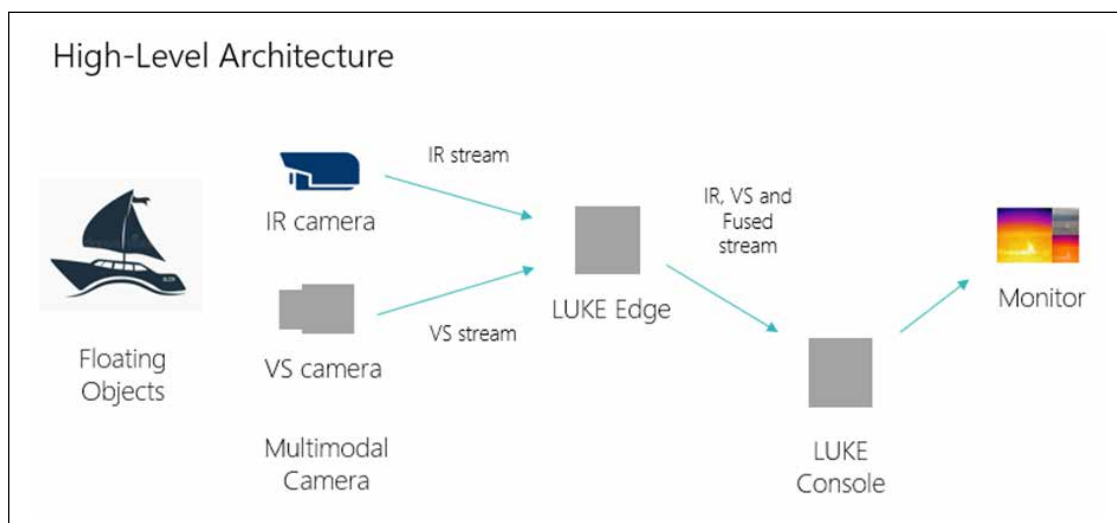 High-Level Architecture
IR stream
IR camera
IR, VS and
Fused
stream
LUKE Edge
Monitor
VS stream
VS camera
Floating
Objects
Multimodal
Camera
LUKE
Console